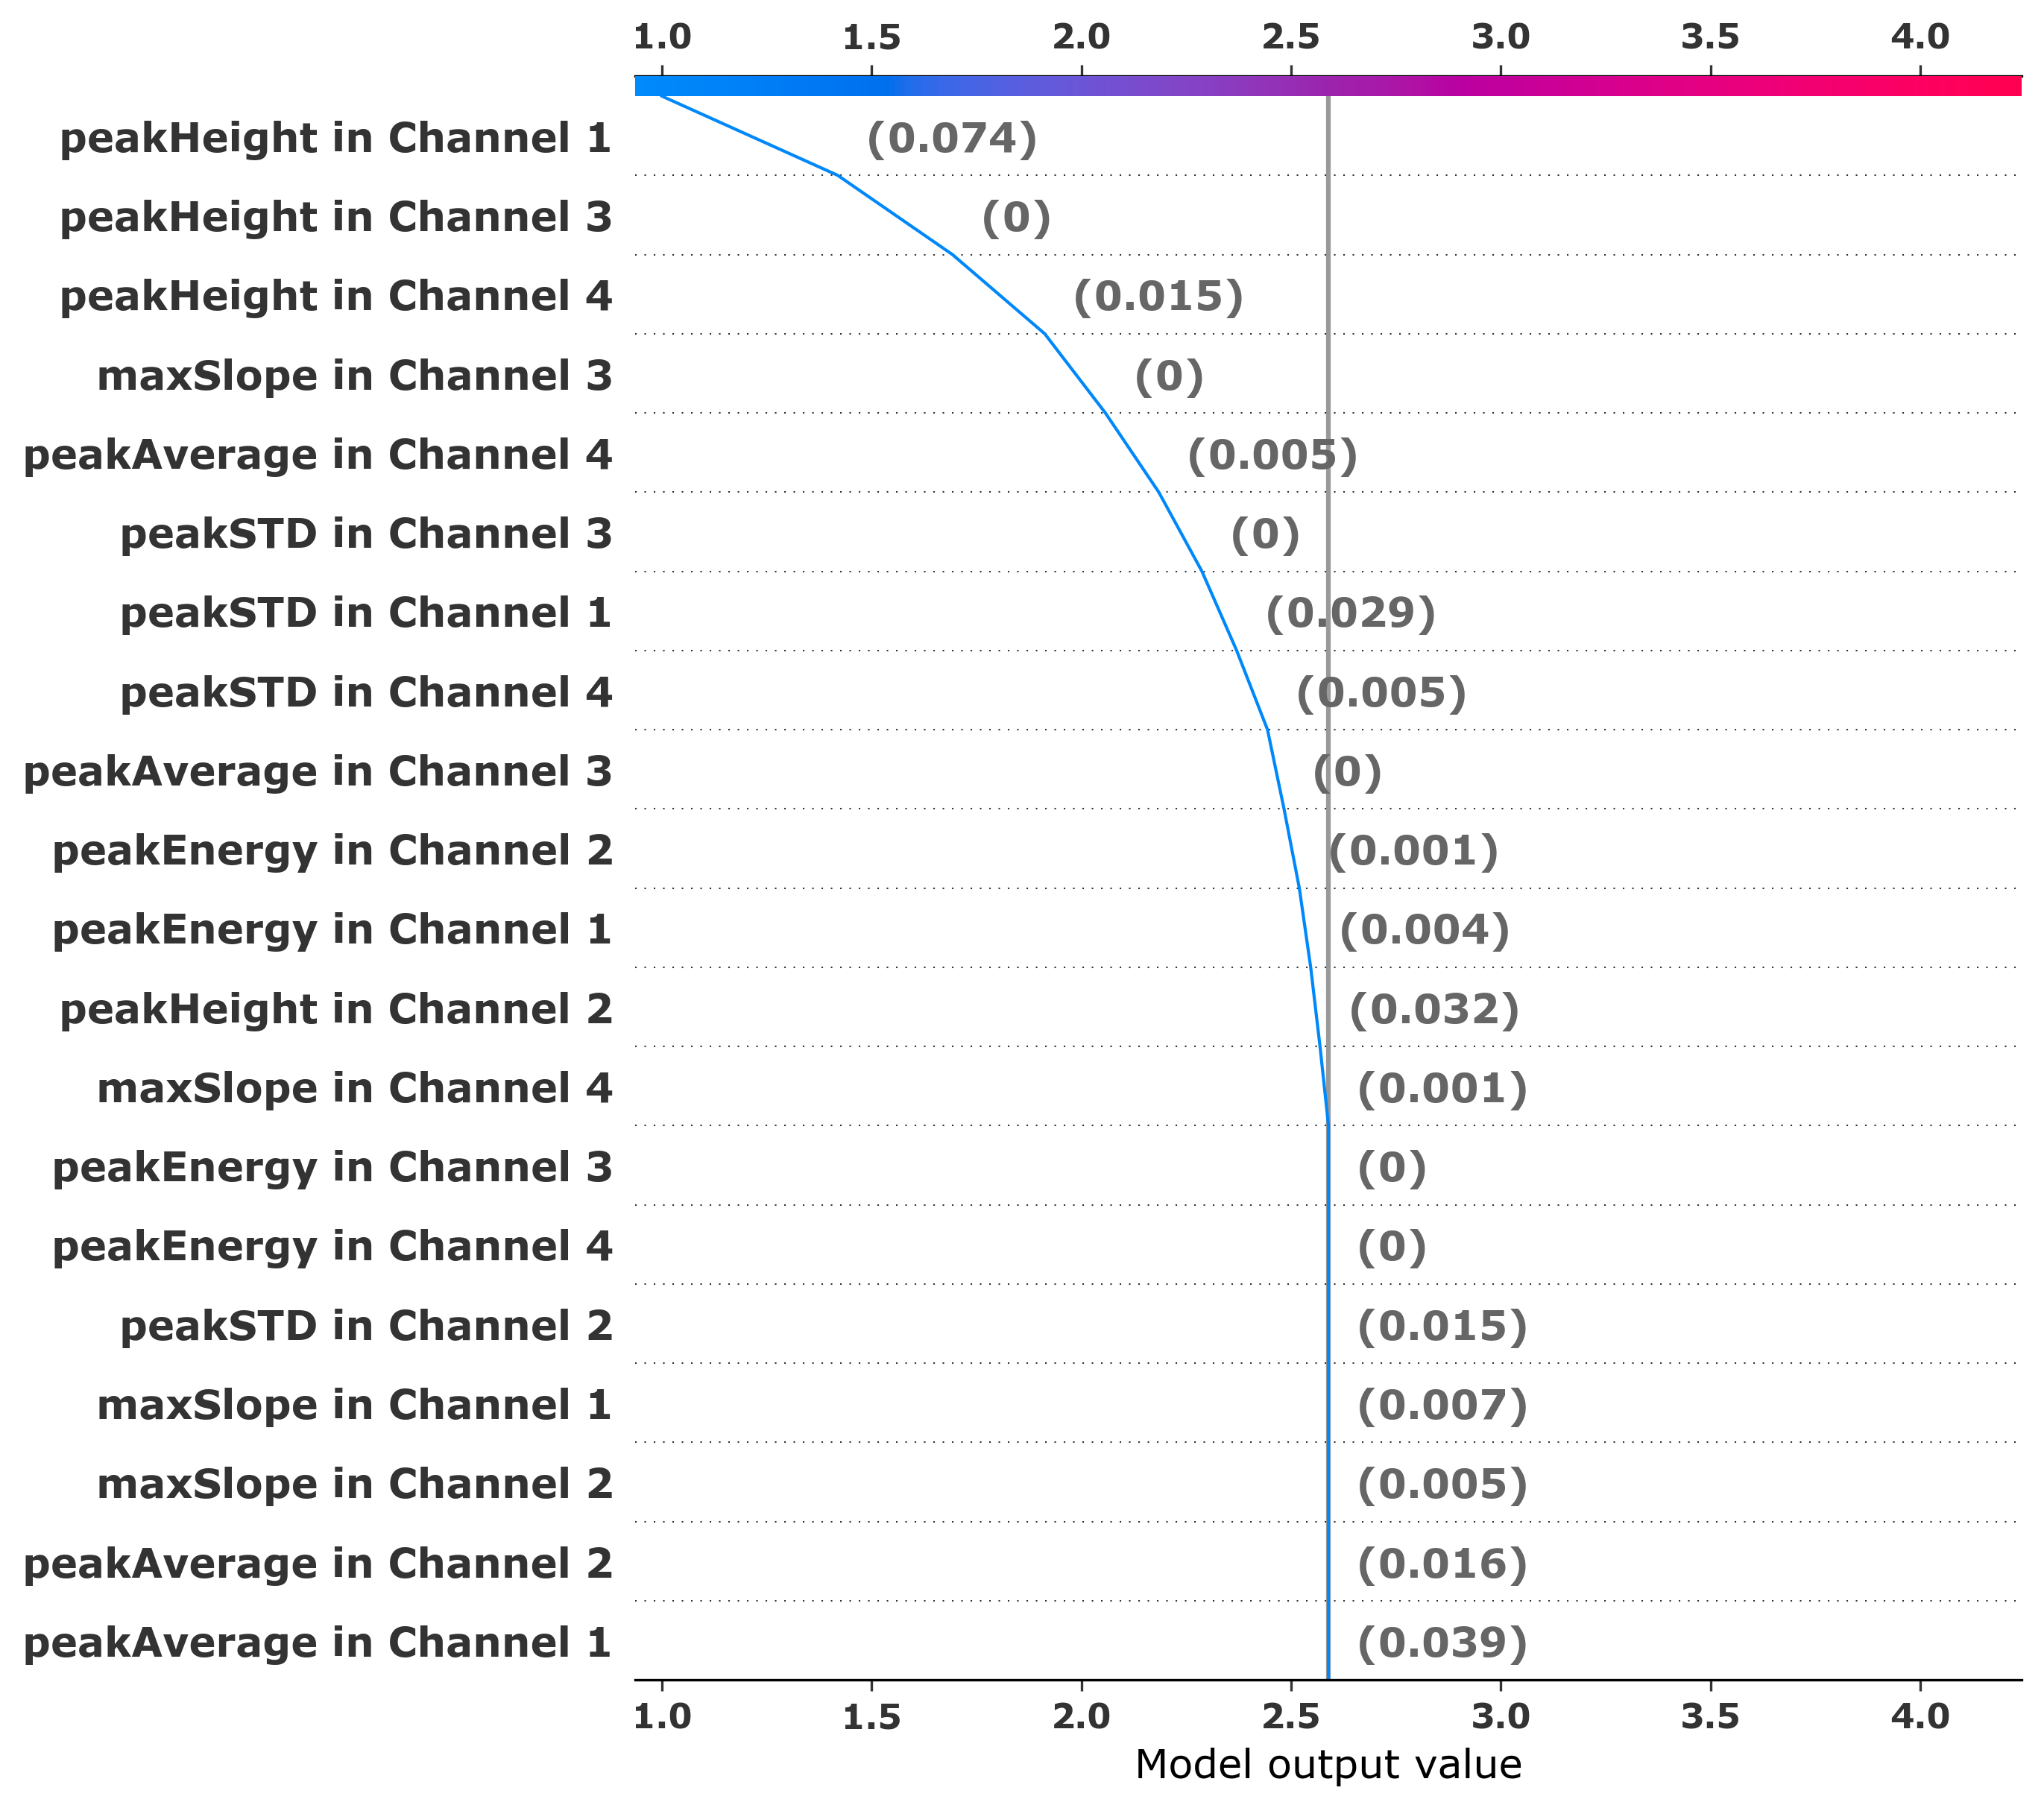 1.0 1.5 2.0 2.5 3.0 3.5 4.0
peakHeight in Channel 1 (0.074)
peakHeight in Channel 3 (0)
peakHeight in Channel 4 (0.015)
maxSlope in Channel 3 (0)
peakAverage in Channel 4 (0.005)
peakSTD in Channel 3 (0)
peakSTD in Channel 1 (0.029)
peakSTD in Channel 4 (0.005)
peakAverage in Channel 3 (0)
peakEnergy in Channel 2 (0.001)
peakEnergy in Channel 1 (0.004)
peakHeight in Channel 2 (0.032)
maxSlope in Channel 4 (0.001)
peakEnergy in Channel 3 (0)
peakEnergy in Channel 4 (0)
peakSTD in Channel 2 (0.015)
maxSlope in Channel 1 (0.007)
maxSlope in Channel 2 (0.005)
peakAverage in Channel 2 (0.016)
peakAverage in Channel 1 (0.039)
1.0 1.5 2.0 2.5 3.0 3.5 4.0
Model output value